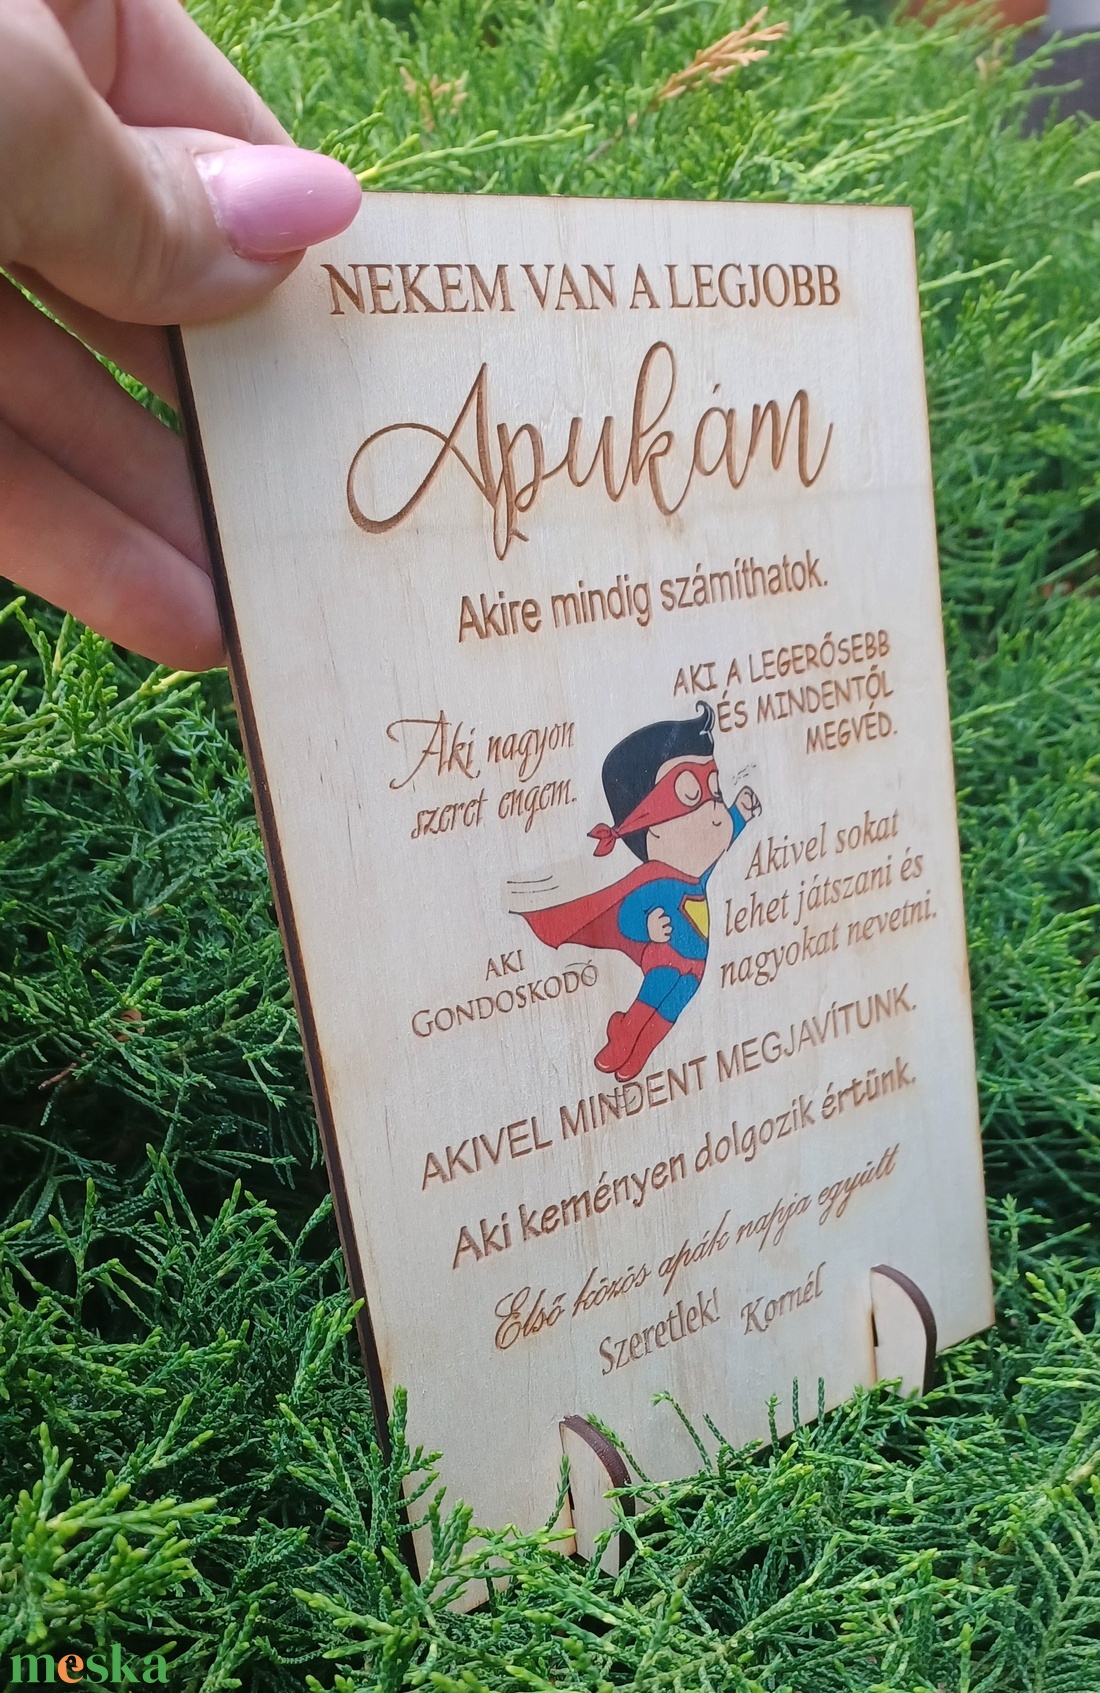 NEKEM VAN A LEGJOBB
Apukám
Akire mindig számíthatok.
AKI A LEGERŐSEBB
ÉS MINDENTŐL
MEGVÉD.
Aki nagyon
szeret engem.
Akivel sokat
lehet játszani és
nagyokat nevetni.
AKI
GONDOSKODÓ
AKIVEL MINDENT MEGJAVÍTUNK.
Aki keményen dolgozik értünk.
Első közös apák napja együtt
Szeretlek! Kornél
meska